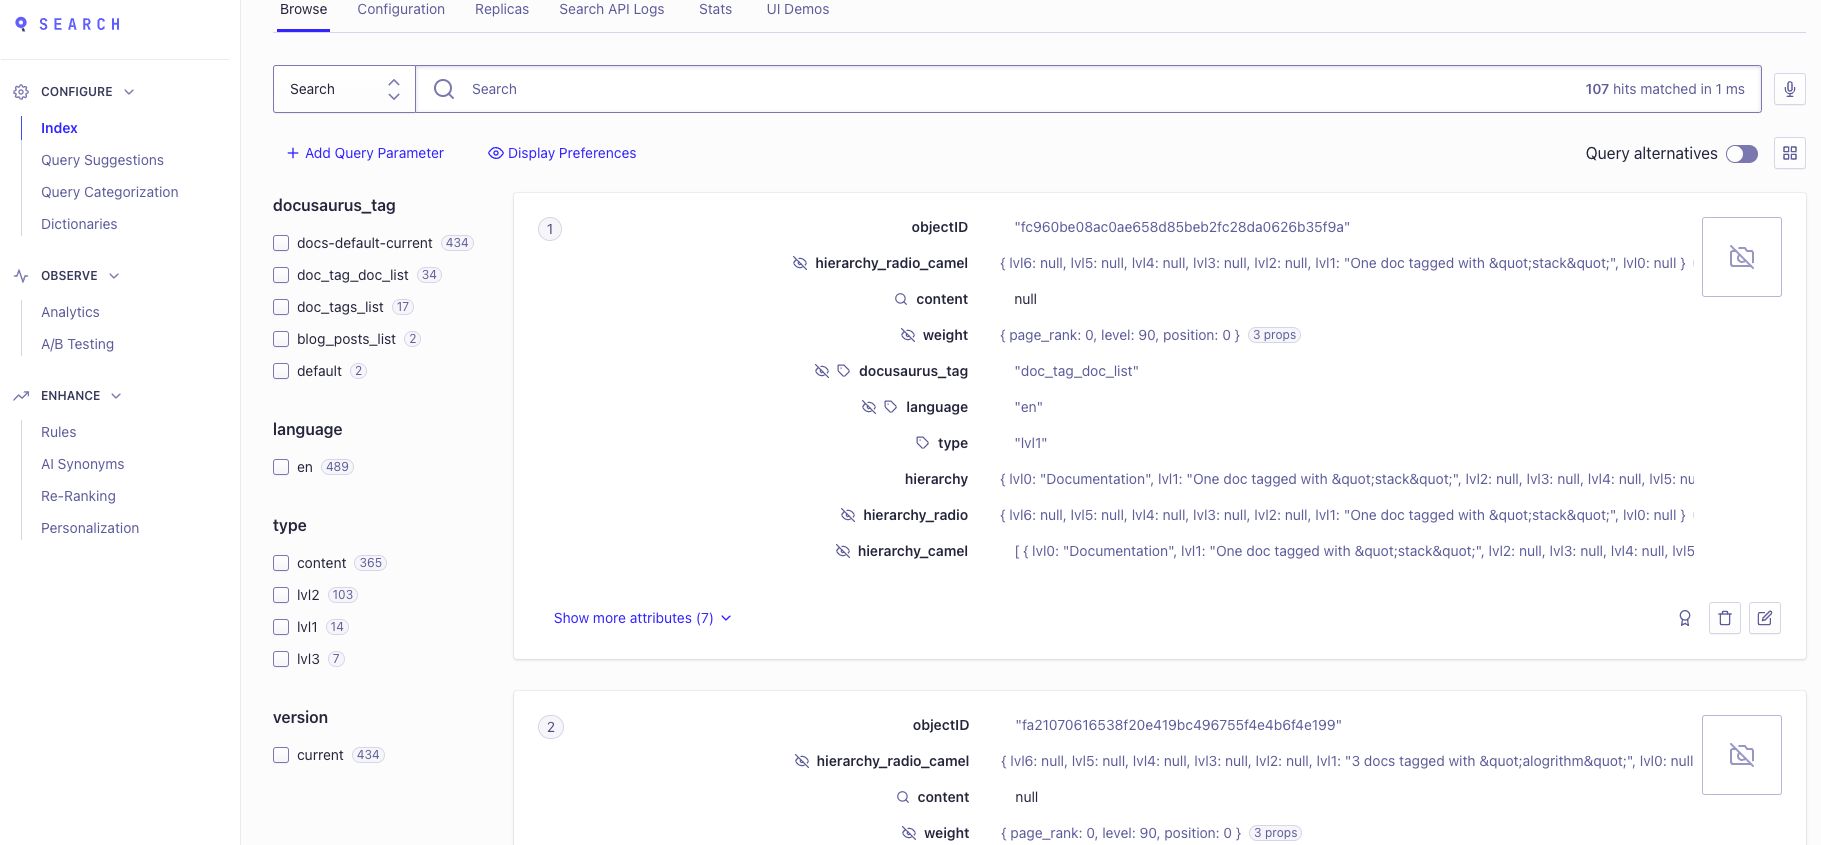 SEARCH
CONFIGURE
Index
Query Suggestions
Query Categorization
Dictionaries
OBSERVE
Analytics
A/B Testing
ENHANCE
Rules
AI Synonyms
Re-Ranking
Personalization
Browse Configuration Replicas Search API Logs Stats UI Demos
Search Search 107 hits matched in 1 ms
Add Query Parameter Display Preferences Query alternatives
docusaurus_tag
docs-default-current 434
doc_tag_doc_list 34
doc_tags_list 17
blog_posts_list 2
default 2
language
en 489
type
content 365
lvl2 103
lvl1 14
lvl3 7
version
current 434
1
objectID "fc960be08ac0ae658d85beb2fc28da0626b35f9a"
hierarchy_radio_camel { lvl6: null, lvl5: null, lvl4: null, lvl3: null, lvl2: null, lvl1: "One doc tagged with &quot;stack&quot;", lvl0: null }
content null
weight { page_rank: 0, level: 90, position: 0 } 3 props
docusaurus_tag "doc_tag_doc_list"
language "en"
type "lvl1"
hierarchy { lvl0: "Documentation", lvl1: "One doc tagged with &quot;stack&quot;", lvl2: null, lvl3: null, lvl4: null, lvl5: nu
hierarchy_radio { lvl6: null, lvl5: null, lvl4: null, lvl3: null, lvl2: null, lvl1: "One doc tagged with &quot;stack&quot;", lvl0: null }
hierarchy_camel [ { lvl0: "Documentation", lvl1: "One doc tagged with &quot;stack&quot;", lvl2: null, lvl3: null, lvl4: null, lvl5
Show more attributes (7)
2
objectID "fa21070616538f20e419bc496755f4e4b6f4e199"
hierarchy_radio_camel { lvl6: null, lvl5: null, lvl4: null, lvl3: null, lvl2: null, lvl1: "3 docs tagged with &quot;alogrithm&quot;", lvl0: null
content null
weight { page_rank: 0, level: 90, position: 0 } 3 props